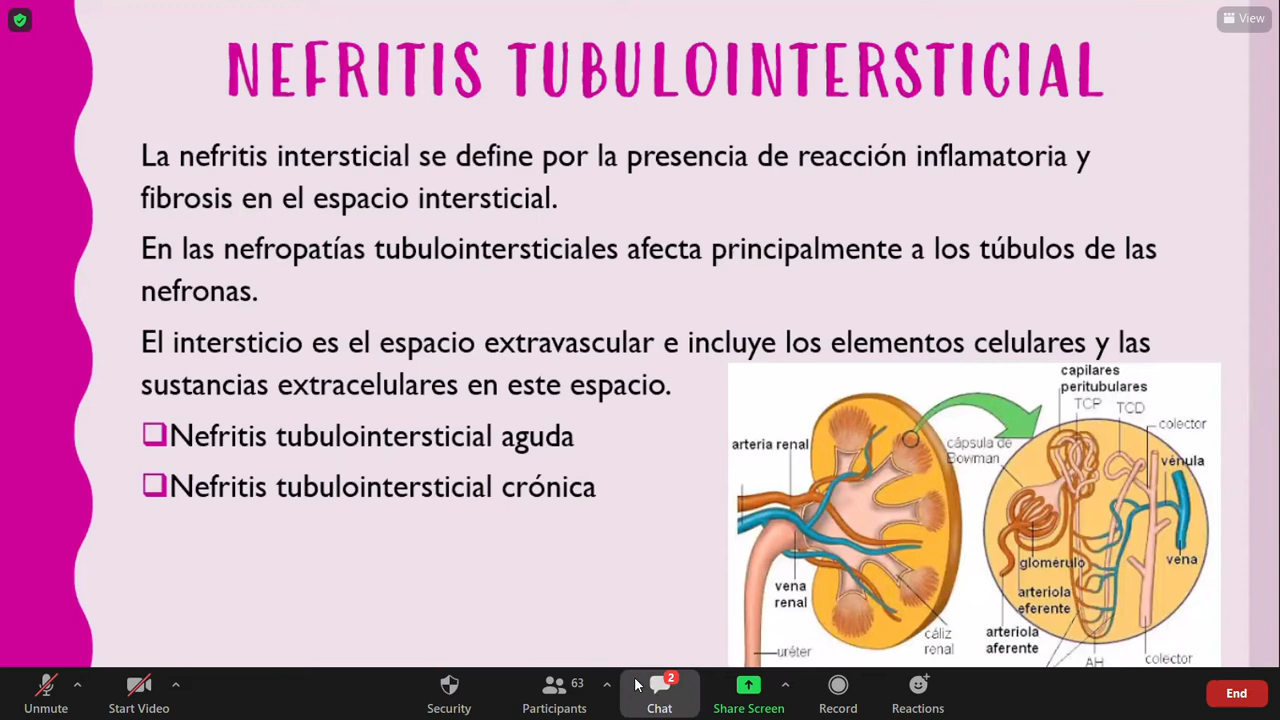 View
NEFRITIS TUBULOINTERSTICIAL
La nefritis intersticial se define por la presencia de reacción inflamatoria y
fibrosis en el espacio intersticial.
En las nefropatías tubulointersticiales afecta principalmente a los túbulos de las
nefronas.
El intersticio es el espacio extravascular e incluye los elementos celulares y las
sustancias extracelulares en este espacio.
Nefritis tubulointersticial aguda
Nefritis tubulointersticial crónica
arteria renal
vena
renal
uréter
cáliz
renal
capilares
peritubulares
TCP
TCD
colector
cápsula de
Bowman
vénula
glomérulo
vena
arteriola
eferente
arteriola
aferente
AH
colector
Unmute
Start Video
Security
Participants
63
Chat
2
Share Screen
Record
Reactions
End